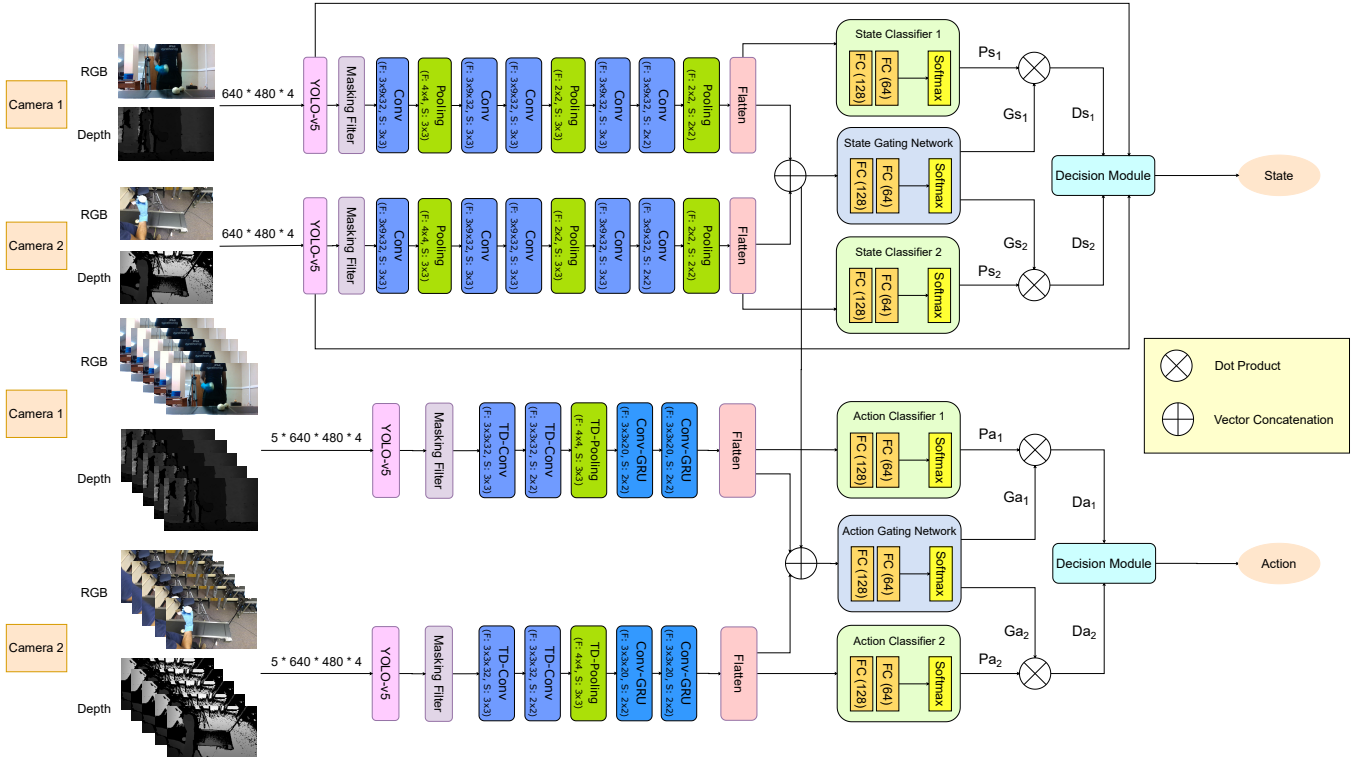 Camera 1
RGB
Depth
640 * 480 * 4
YOLO-v5
Masking Filter
Conv
(F: 3x9x32, S: 3x3)
Pooling
(F: 4x4, S: 3x3)
Conv
(F: 3x9x32, S: 3x3)
Conv
(F: 3x9x32, S: 3x3)
Pooling
(F: 2x2, S: 3x3)
Conv
(F: 3x9x32, S: 3x3)
Conv
(F: 3x9x32, S: 2x2)
Pooling
(F: 2x2, S: 2x2)
Flatten
State Classifier 1
FC (128)
FC (64)
Softmax
Ps1
Gs1
Ds1
State Gating Network
FC (128)
FC (64)
Softmax
Decision Module
State
Camera 2
RGB
Depth
640 * 480 * 4
YOLO-v5
Masking Filter
Conv
(F: 3x9x32, S: 3x3)
Pooling
(F: 4x4, S: 3x3)
Conv
(F: 3x9x32, S: 3x3)
Conv
(F: 3x9x32, S: 3x3)
Pooling
(F: 2x2, S: 3x3)
Conv
(F: 3x9x32, S: 3x3)
Conv
(F: 3x9x32, S: 2x2)
Pooling
(F: 2x2, S: 2x2)
Flatten
State Classifier 2
FC (128)
FC (64)
Softmax
Gs2
Ps2
Ds2
Dot Product
Vector Concatenation
Camera 1
RGB
Depth
5 * 640 * 480 * 4
YOLO-v5
Masking Filter
TD-Conv
(F: 3x3x32, S: 3x3)
TD-Conv
(F: 3x3x32, S: 2x2)
TD-Pooling
(F: 4x4, S: 3x3)
Conv-GRU
(F: 3x3x20, S: 2x2)
Conv-GRU
(F: 3x3x20, S: 2x2)
Flatten
Action Classifier 1
FC (128)
FC (64)
Softmax
Pa1
Ga1
Da1
Action Gating Network
FC (128)
FC (64)
Softmax
Decision Module
Action
Camera 2
RGB
Depth
5 * 640 * 480 * 4
YOLO-v5
Masking Filter
TD-Conv
(F: 3x3x32, S: 3x3)
TD-Conv
(F: 3x3x32, S: 2x2)
TD-Pooling
(F: 4x4, S: 3x3)
Conv-GRU
(F: 3x3x20, S: 2x2)
Conv-GRU
(F: 3x3x20, S: 2x2)
Flatten
Action Classifier 2
FC (128)
FC (64)
Softmax
Ga2
Pa2
Da2